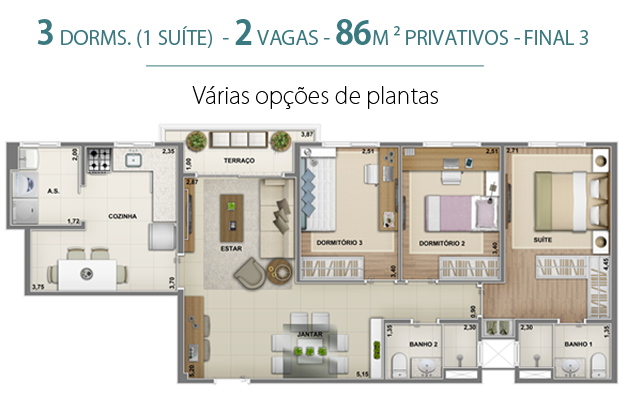 3 DORMS. (1 SUÍTE) - 2 VAGAS - 86M² PRIVATIVOS - FINAL 3
Várias opções de plantas
3,87
2,00
2,35
1,00
TERRAÇO
2,51
2,51
2,71
A.S.
2,87
1,72
COZINHA
ESTAR
DORMITÓRIO 3
DORMITÓRIO 2
SUÍTE
3,40
3,40
4,45
3,75
3,70
0,90
JANTAR
1,35
2,30
2,30
1,35
BANHO 2
BANHO 1
6,20
5,15